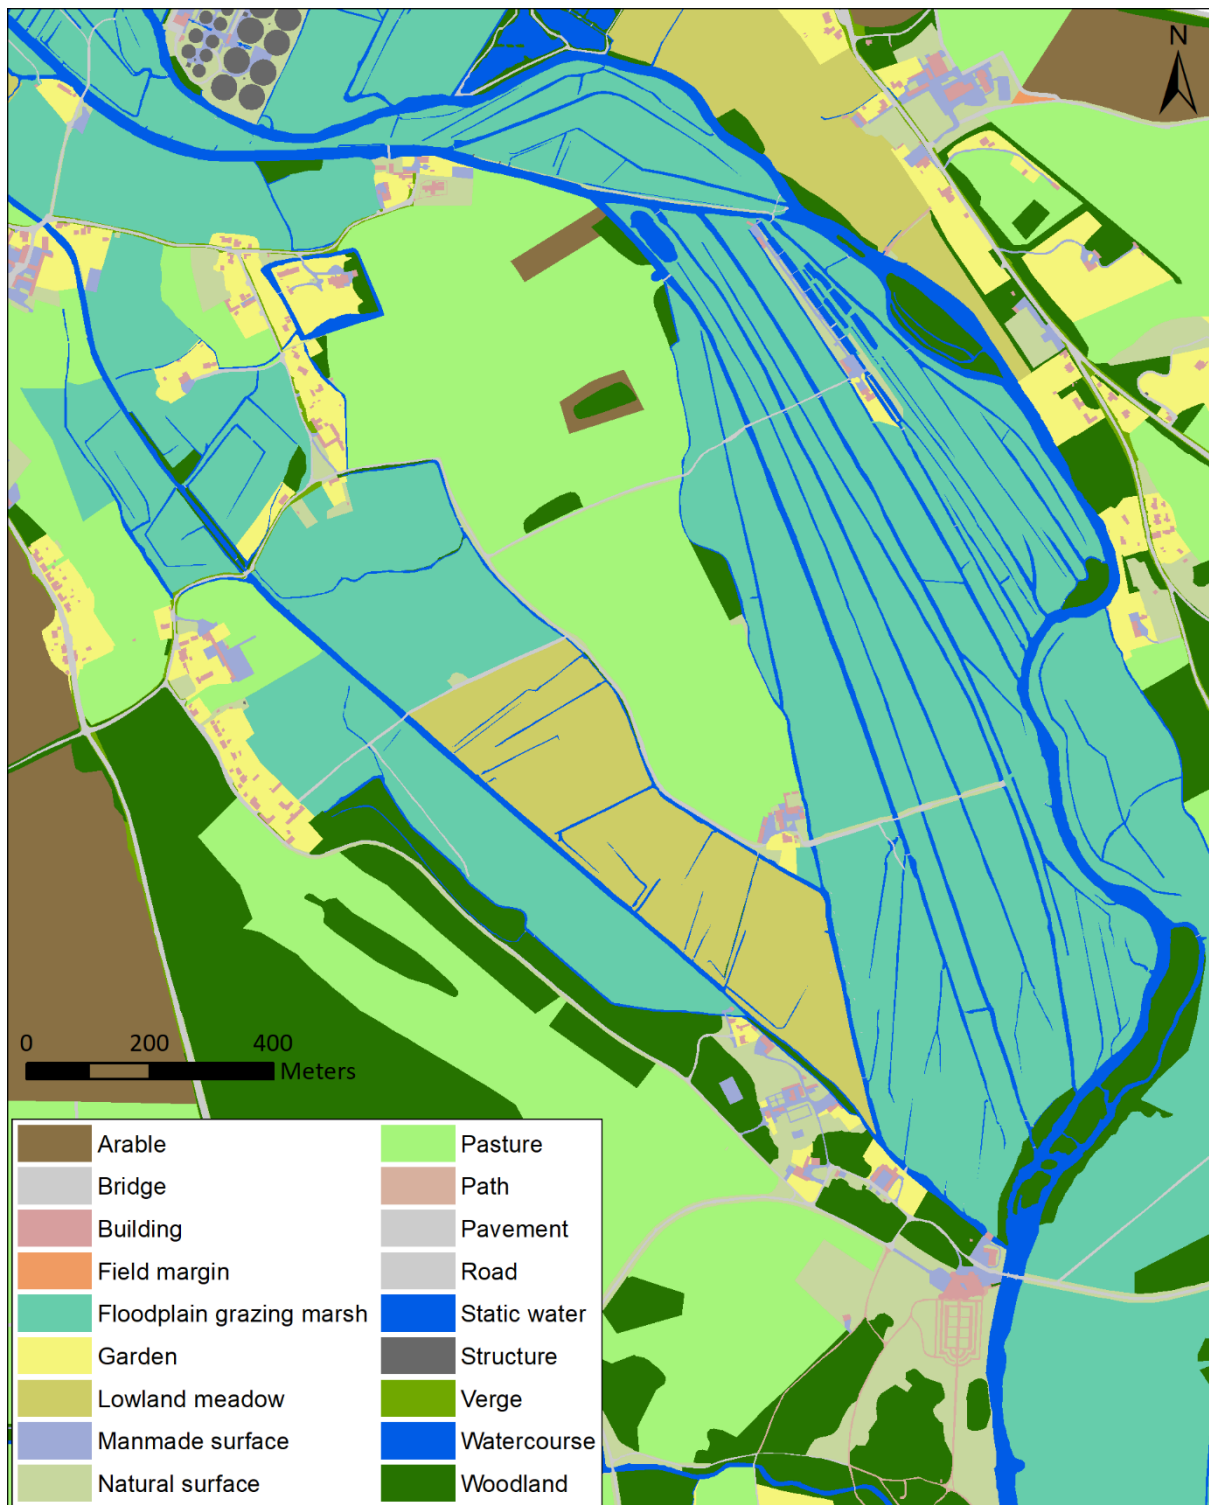 N
0 200 400
Meters
Arable
Bridge
Building
Field margin
Floodplain grazing marsh
Garden
Lowland meadow
Manmade surface
Natural surface
Pasture
Path
Pavement
Road
Static water
Structure
Verge
Watercourse
Woodland